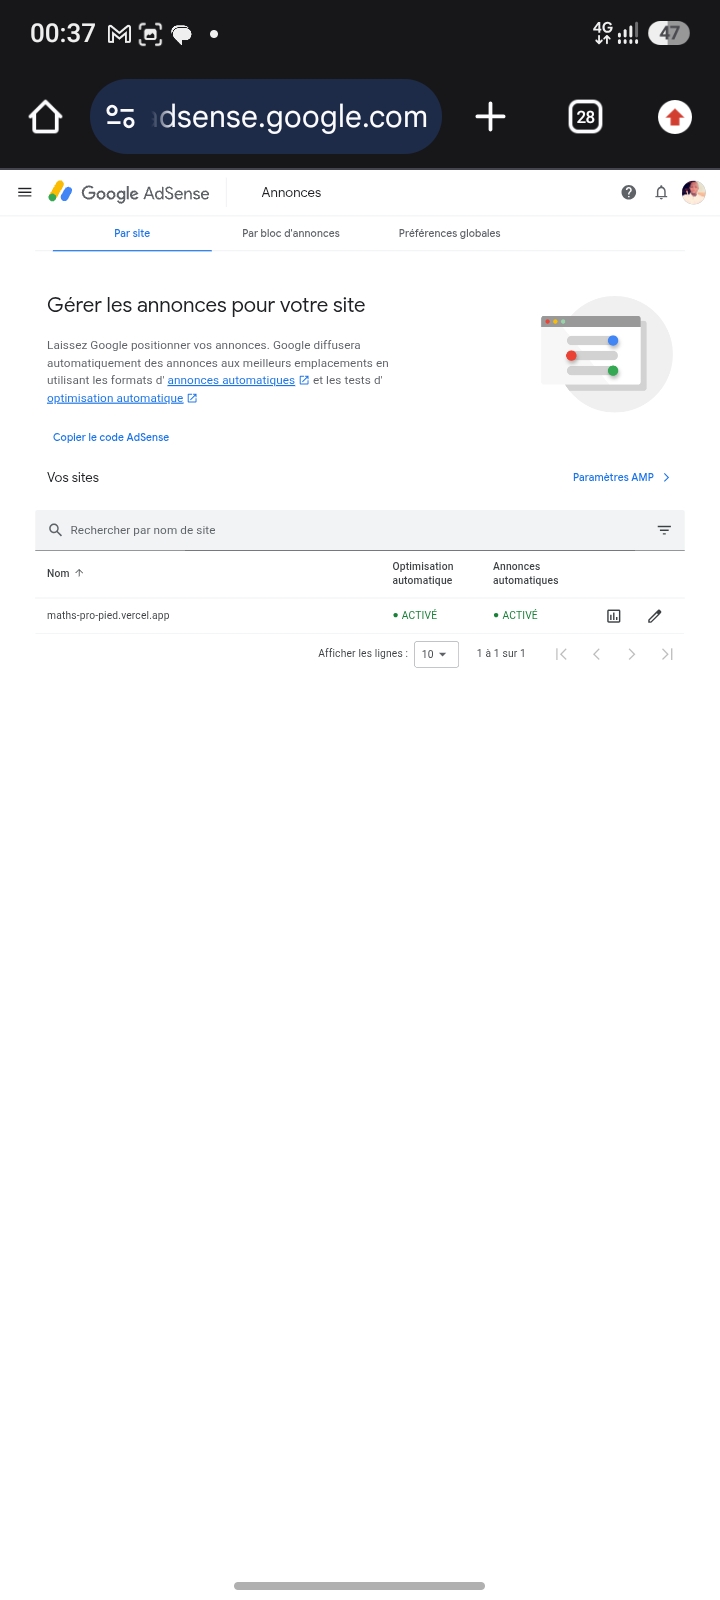 00:37
4G
47
adsense.google.com
28
Google AdSense
Annonces
Par site
Par bloc d'annonces
Préférences globales
Gérer les annonces pour votre site
Laissez Google positionner vos annonces. Google diffusera
automatiquement des annonces aux meilleurs emplacements en
utilisant les formats d' annonces automatiques et les tests d'
optimisation automatique
Copier le code AdSense
Vos sites
Paramètres AMP
Rechercher par nom de site
Nom
Optimisation
automatique
Annonces
automatiques
maths-pro-pied.vercel.app
ACTIVÉ
ACTIVÉ
Afficher les lignes :
10
1 à 1 sur 1